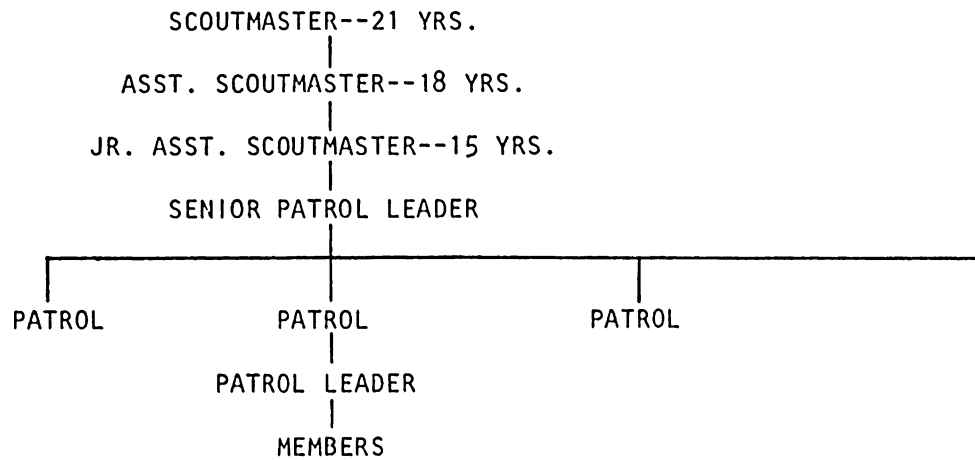 SCOUTMASTER--21 YRS.
ASST. SCOUTMASTER--18 YRS.
JR. ASST. SCOUTMASTER--15 YRS.
SENIOR PATROL LEADER
PATROL PATROL PATROL
PATROL LEADER
MEMBERS